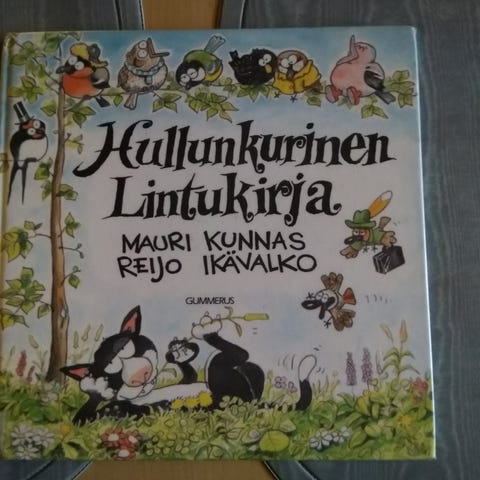 Hullunkurinen
Lintukirja
MAURI KUNNAS
REIJO IKÄVALKO
GUMMERUS